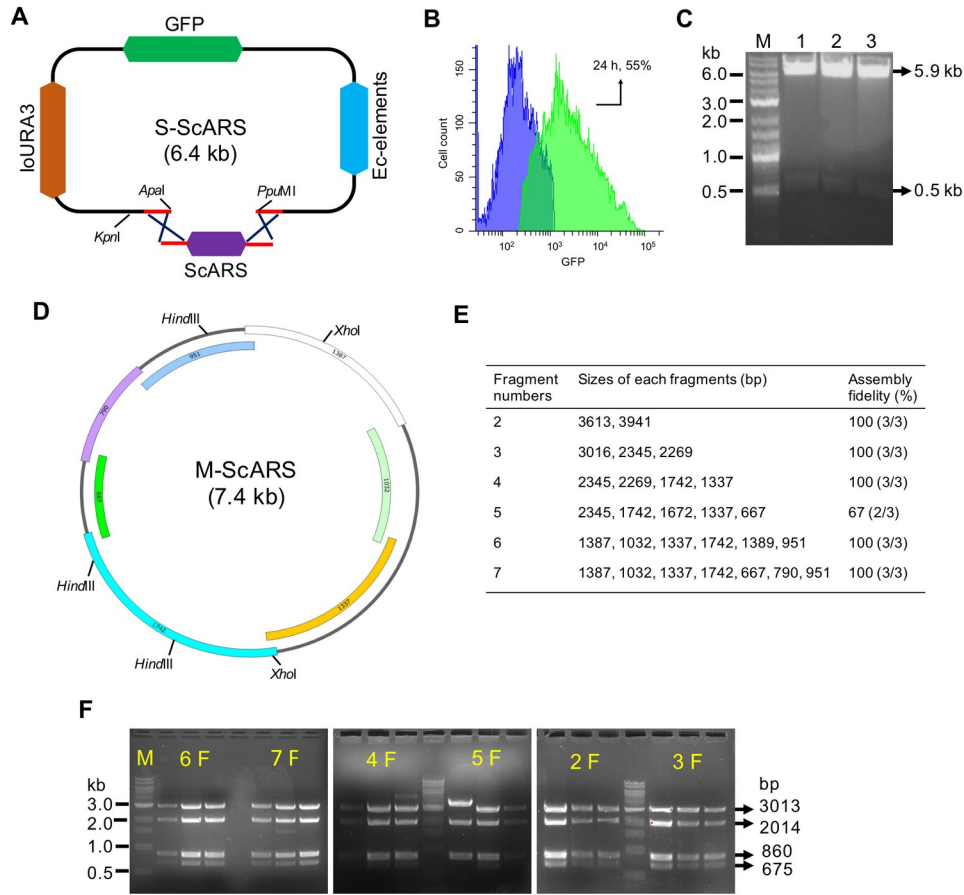 A
GFP
IoURA3
S-ScARS
(6.4 kb)
Ec-elements
ApaI
PpuMI
KpnI
ScARS
B
24 h, 55%
Cell count
150
100
50
0
10² 10³ 10⁴ 10⁵
GFP
C
kb M 1 2 3
6.0
3.0
2.0
1.0
0.5
5.9 kb
0.5 kb
D
HindIII
XhoI
951
1387
790
667
1032
M-ScARS
(7.4 kb)
HindIII
1337
1742
HindIII
XhoI
E
Fragment numbers Sizes of each fragments (bp) Assembly fidelity (%)
2 3613, 3941 100 (3/3)
3 3016, 2345, 2269 100 (3/3)
4 2345, 2269, 1742, 1337 100 (3/3)
5 2345, 1742, 1672, 1337, 667 67 (2/3)
6 1387, 1032, 1337, 1742, 1389, 951 100 (3/3)
7 1387, 1032, 1337, 1742, 667, 790, 951 100 (3/3)
F
M 6 F 7 F
4 F 5 F
2 F 3 F
kb
3.0
2.0
1.0
0.5
bp
3013
2014
860
675